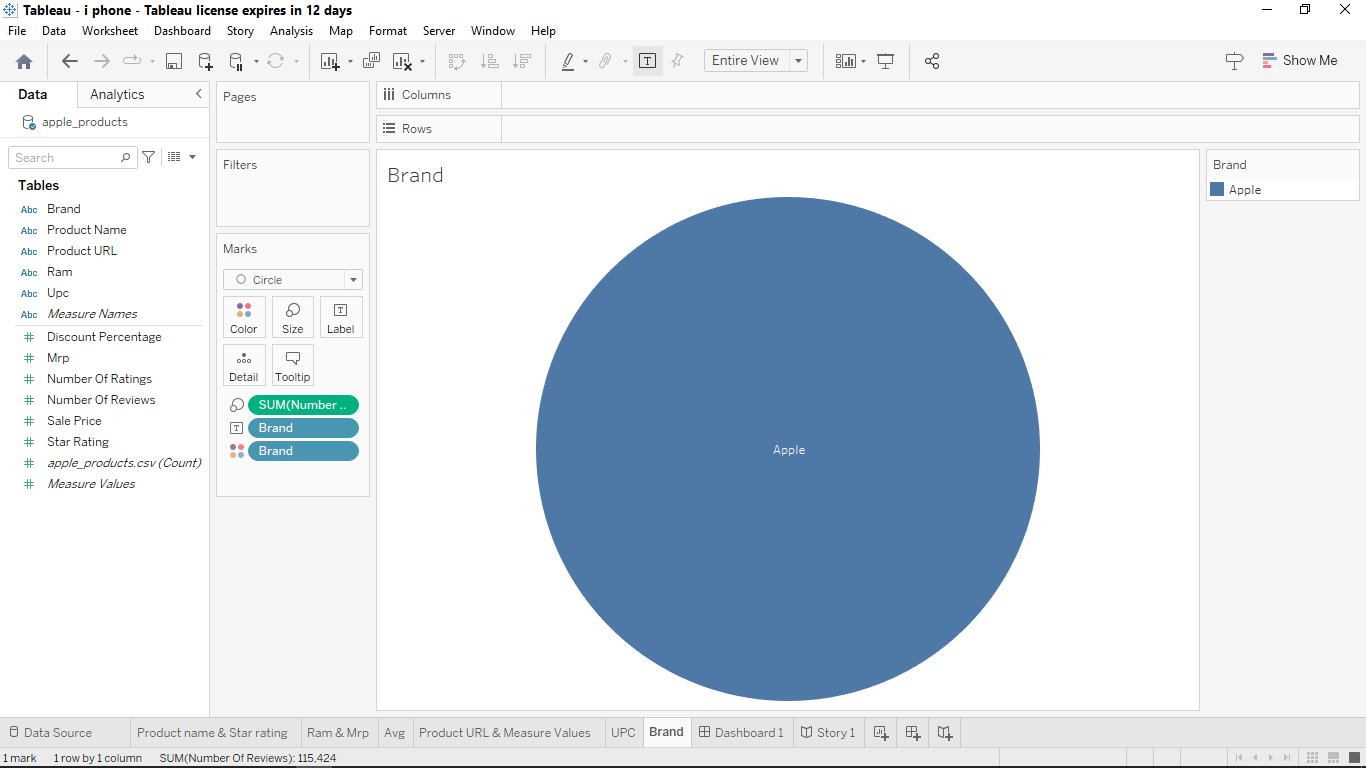 Tableau - i phone - Tableau license expires in 12 days
File Data Worksheet Dashboard Story Analysis Map Format Server Window Help
Entire View
Show Me
Data Analytics
apple_products
Search
Tables
Abc Brand
Abc Product Name
Abc Product URL
Abc Ram
Abc Upc
Abc Measure Names
# Discount Percentage
# Mrp
# Number Of Ratings
# Number Of Reviews
# Sale Price
# Star Rating
# apple_products.csv (Count)
# Measure Values
Pages
Filters
Marks
Circle
Color Size Label
Detail Tooltip
SUM(Number ..
Brand
Brand
Columns
Rows
Brand
Apple
Brand
Apple
Data Source Product name & Star rating Ram & Mrp Avg Product URL & Measure Values UPC Brand Dashboard 1 Story 1
1 mark 1 row by 1 column SUM(Number Of Reviews): 115,424